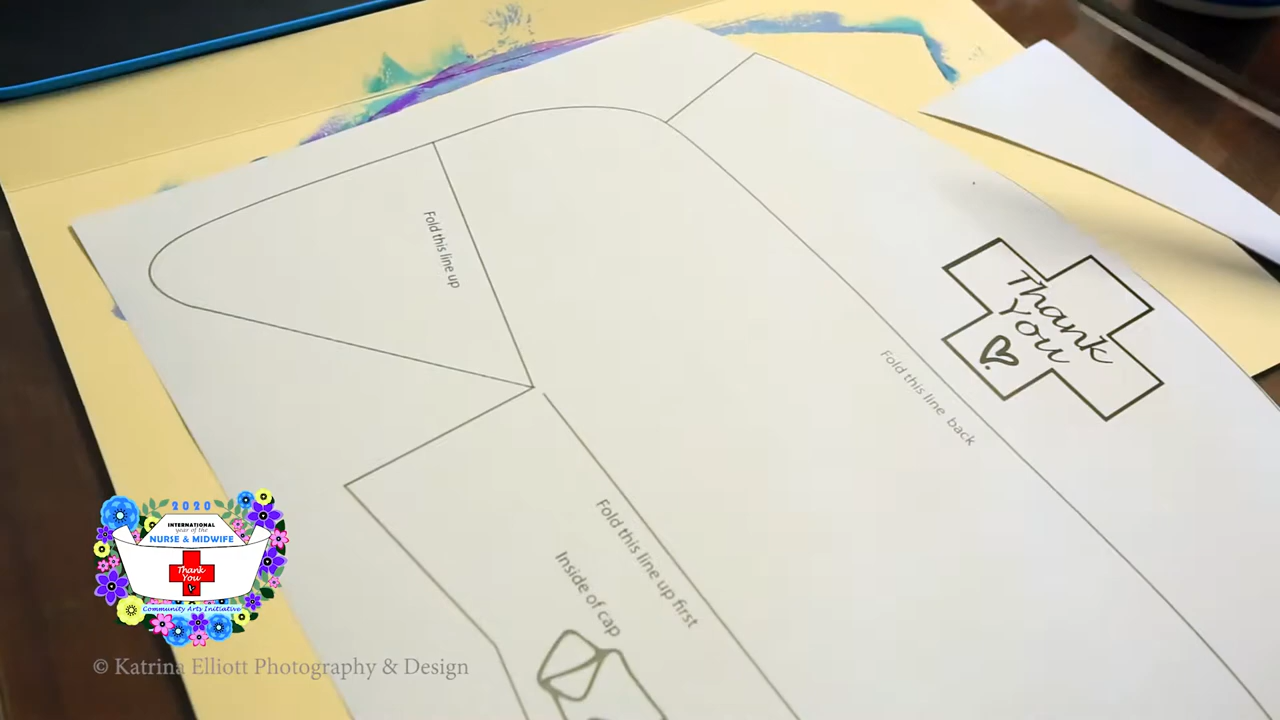 Fold this line up
Thank
You
Fold this line back
Fold this line up first
Inside of cap
2020
INTERNATIONAL
year of the
NURSE & MIDWIFE
Thank
You
Community Arts Initiative
© Katrina Elliott Photography & Design